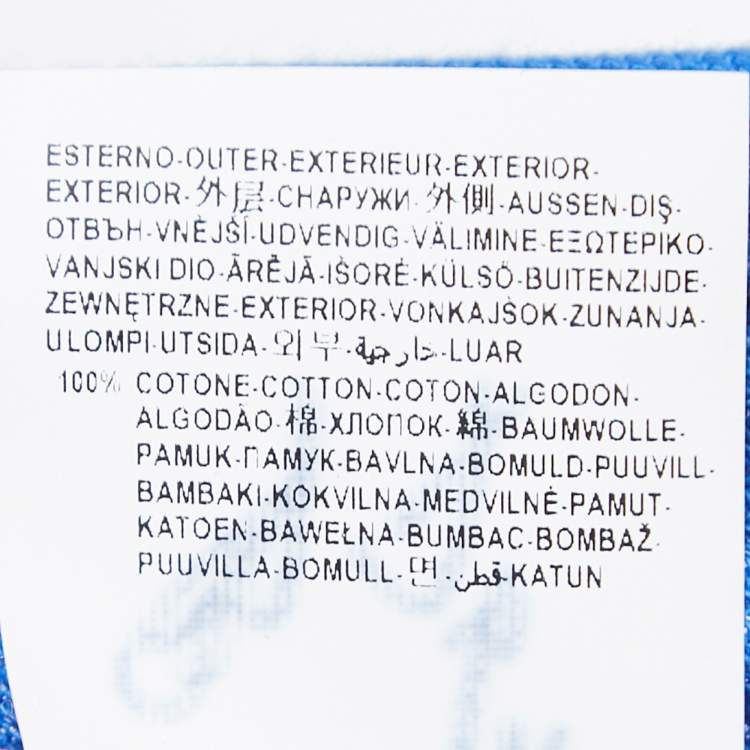 ESTERNO-OUTER-EXTERIEUR-EXTERIOR-
EXTERIOR-外层-СНАРУЖИ-外側-AUSSEN-DIŞ-
ОТВЪН-VNĚJŠÍ-UDVENDIG-VÄLIMINE-ΕΞΩΤΕΡΙΚΟ-
VANJSKI DIO-ĀRĒJĀ-IŠORĖ-KÜLSÖ-BUITENZIJDE-
ZEWNĘTRZNE-EXTERIOR-VONKAJŠOK-ZUNANJA-
ULOMPI-UTSIDA-외부-خارجية-LUAR
100% COTONE-COTTON-COTON-ALGODON-
ALGODÃO-棉-ХЛОПОК-綿-BAUMWOLLE-
PAMUK-ПАМУК-BAVLNA-BOMULD-PUUVILL-
BAMBAKI-KOKVILNA-MEDVILNĖ-PAMUT-
KATOEN-BAWEŁNA-BUMBAC-BOMBAŽ-
PUUVILLA-BOMULL-면-قطن-KATUN